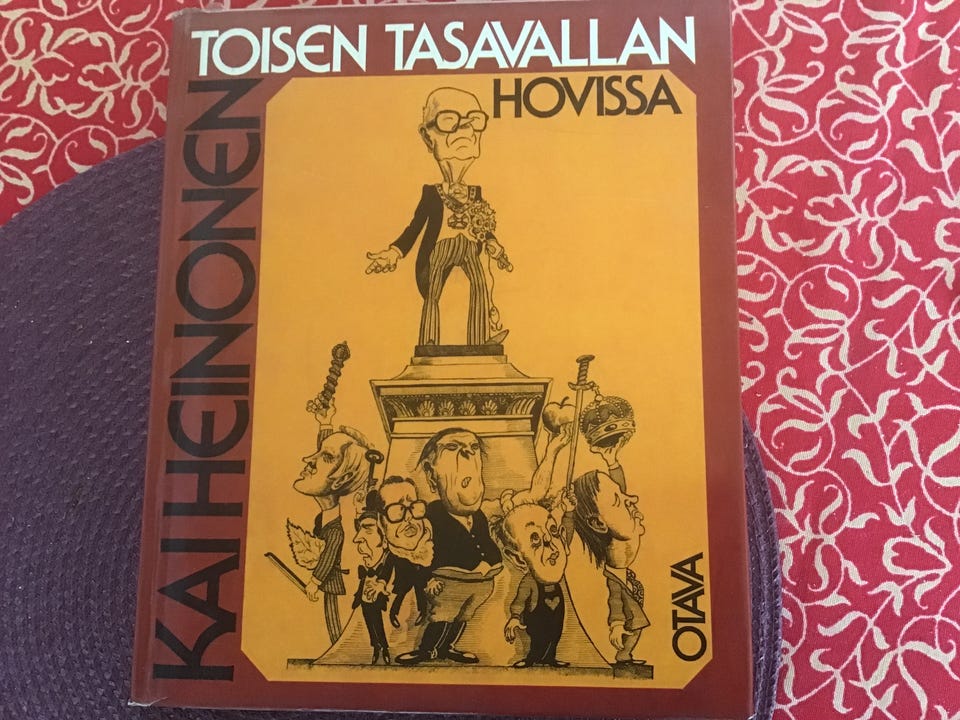 TOISEN TASAVALLAN
HOVISSA
KAI HEINONEN
OTAVA